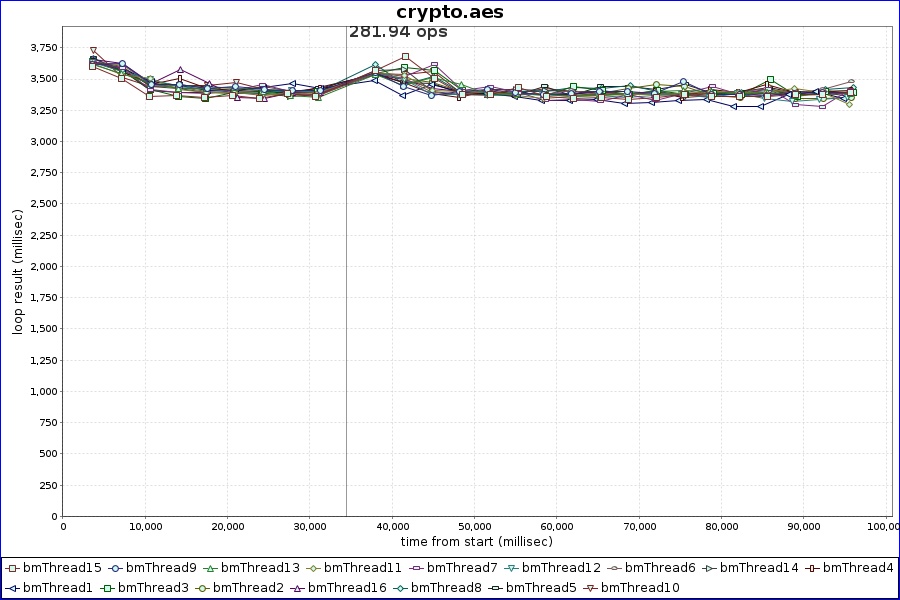 crypto.aes
281.94 ops
3,750
3,500
3,250
3,000
2,750
2,500
2,250
2,000
1,750
1,500
1,250
1,000
750
500
250
0
loop result (millisec)
0 10,000 20,000 30,000 40,000 50,000 60,000 70,000 80,000 90,000 100,00
time from start (millisec)
bmThread15 bmThread9 bmThread13 bmThread11 bmThread7 bmThread12 bmThread6 bmThread14 bmThread4
bmThread1 bmThread3 bmThread2 bmThread16 bmThread8 bmThread5 bmThread10